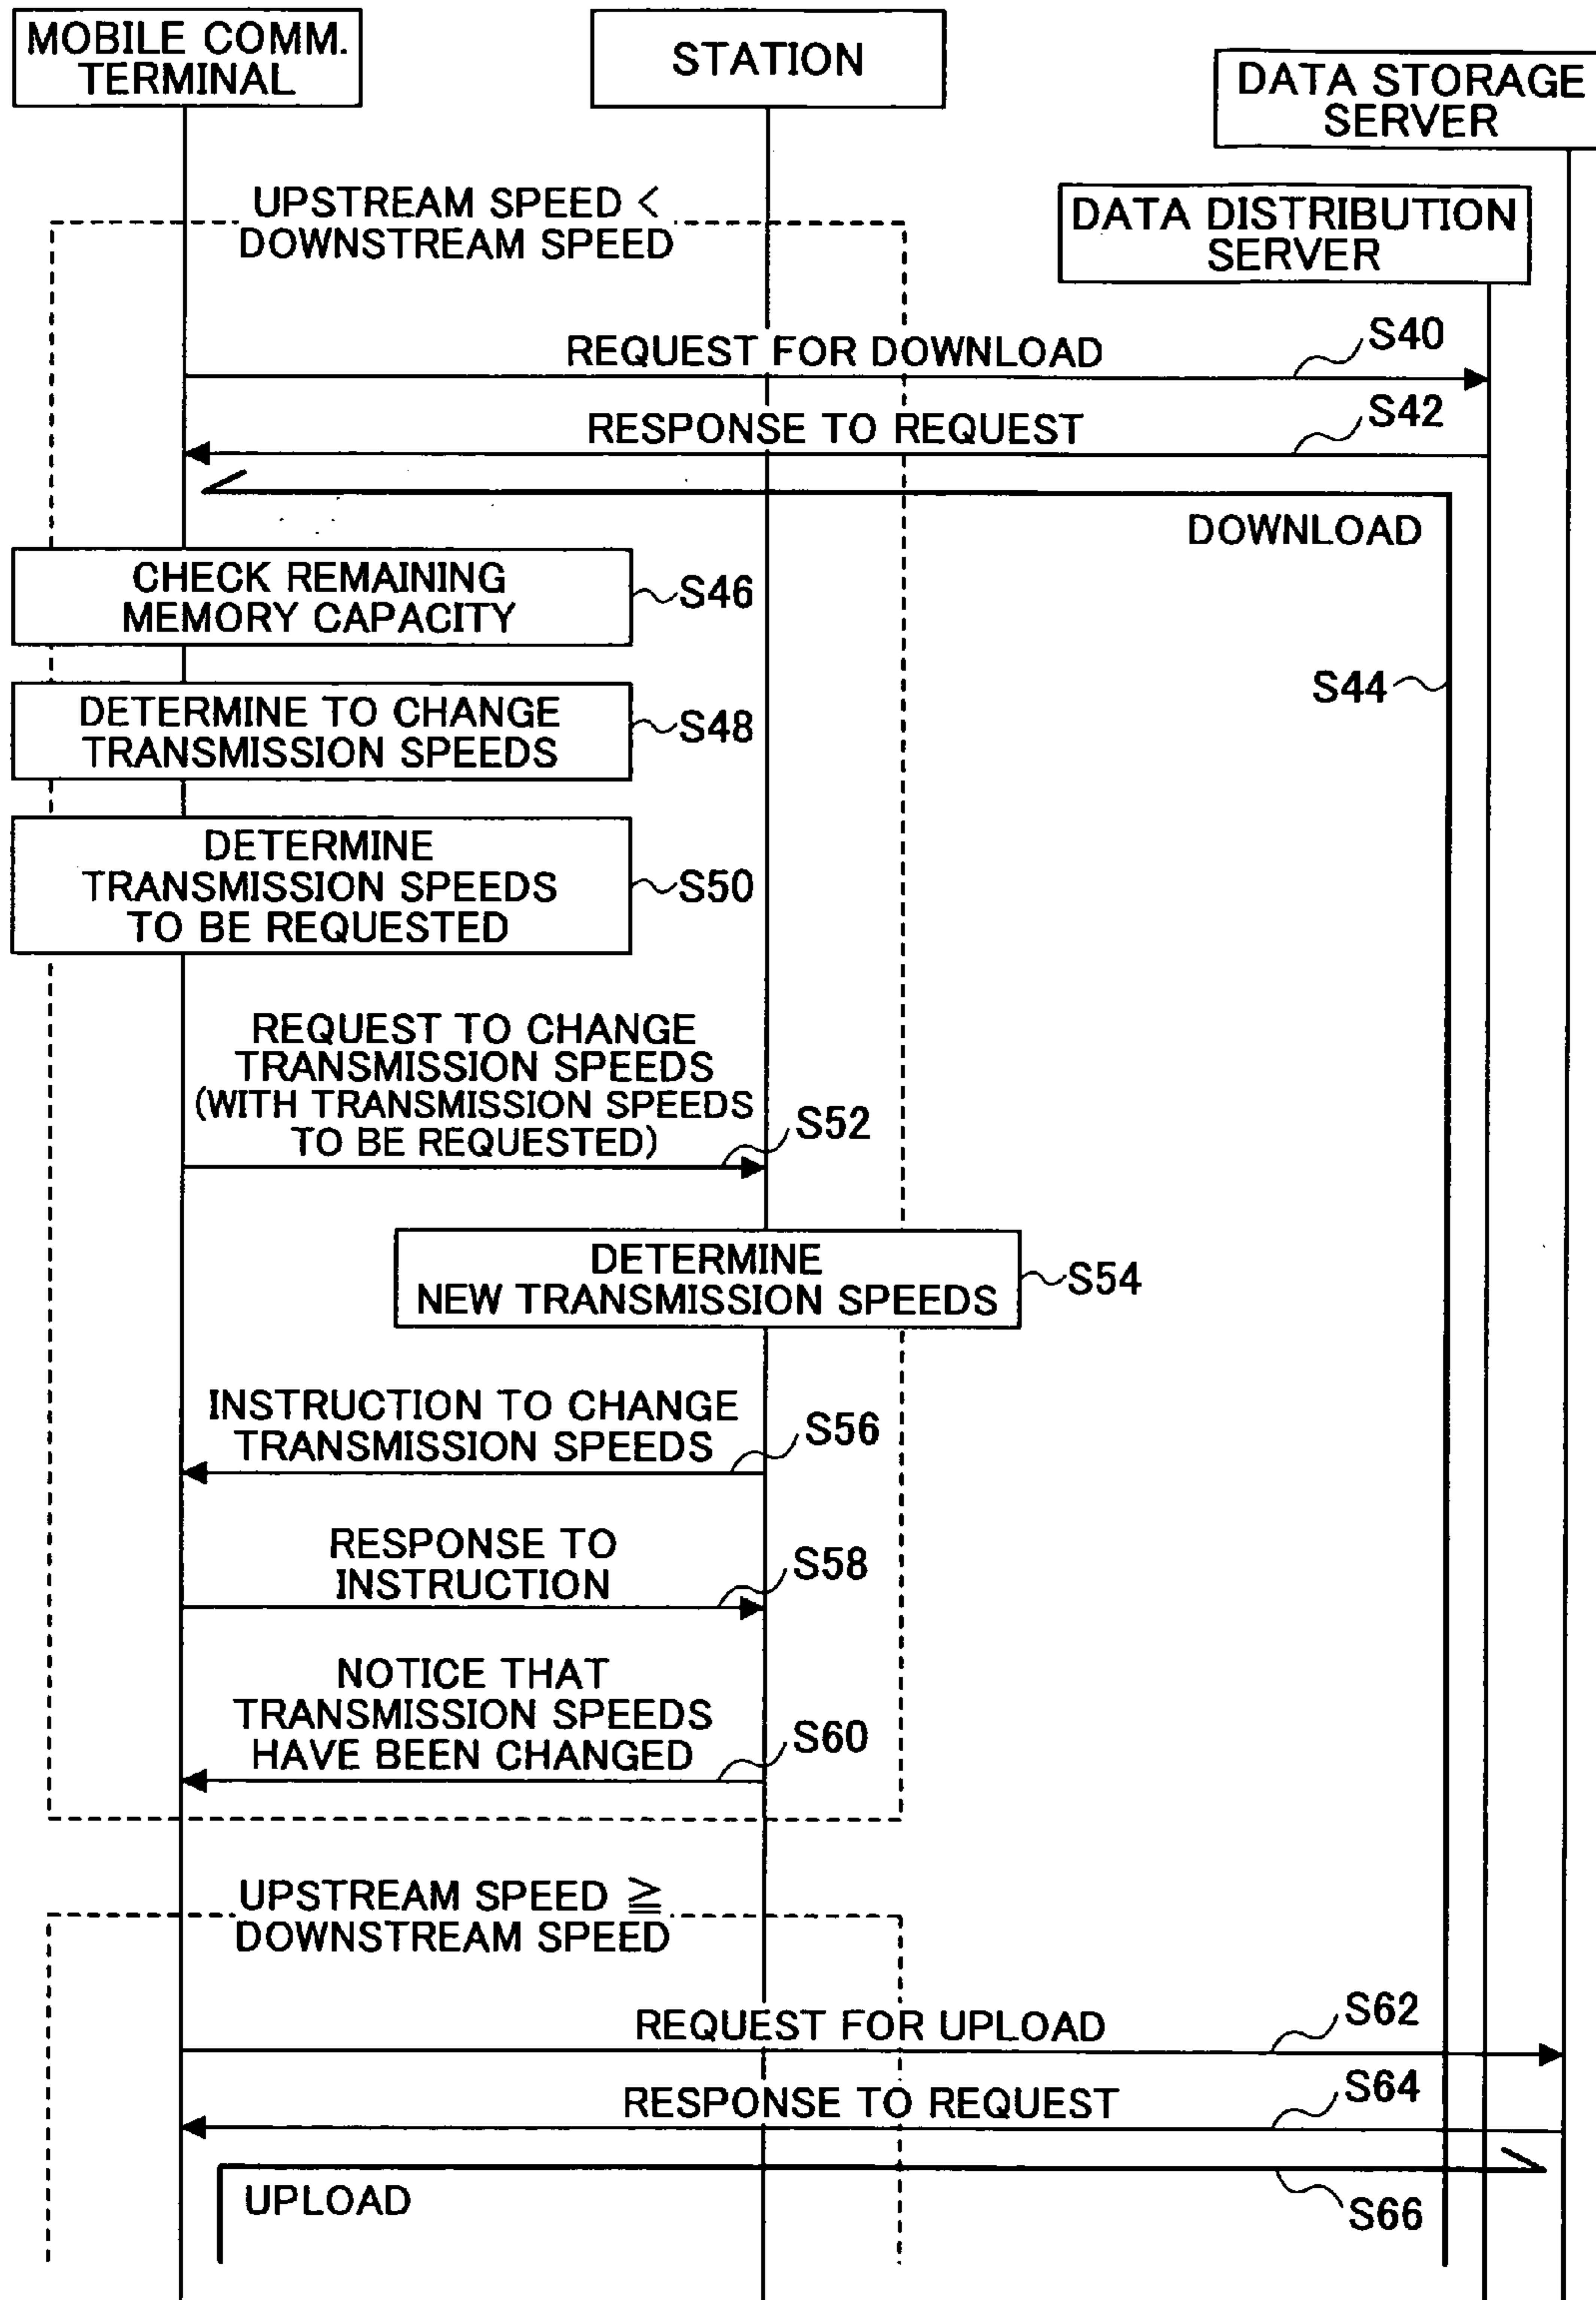 MOBILE COMM.
TERMINAL
STATION
DATA STORAGE
SERVER
DATA DISTRIBUTION
SERVER
UPSTREAM SPEED <
DOWNSTREAM SPEED
REQUEST FOR DOWNLOAD
S40
RESPONSE TO REQUEST
S42
DOWNLOAD
S44
CHECK REMAINING
MEMORY CAPACITY
S46
DETERMINE TO CHANGE
TRANSMISSION SPEEDS
S48
DETERMINE
TRANSMISSION SPEEDS
TO BE REQUESTED
S50
REQUEST TO CHANGE
TRANSMISSION SPEEDS
(WITH TRANSMISSION SPEEDS
TO BE REQUESTED)
S52
DETERMINE
NEW TRANSMISSION SPEEDS
S54
INSTRUCTION TO CHANGE
TRANSMISSION SPEEDS
S56
RESPONSE TO
INSTRUCTION
S58
NOTICE THAT
TRANSMISSION SPEEDS
HAVE BEEN CHANGED
S60
UPSTREAM SPEED ≧
DOWNSTREAM SPEED
REQUEST FOR UPLOAD
S62
RESPONSE TO REQUEST
S64
UPLOAD
S66